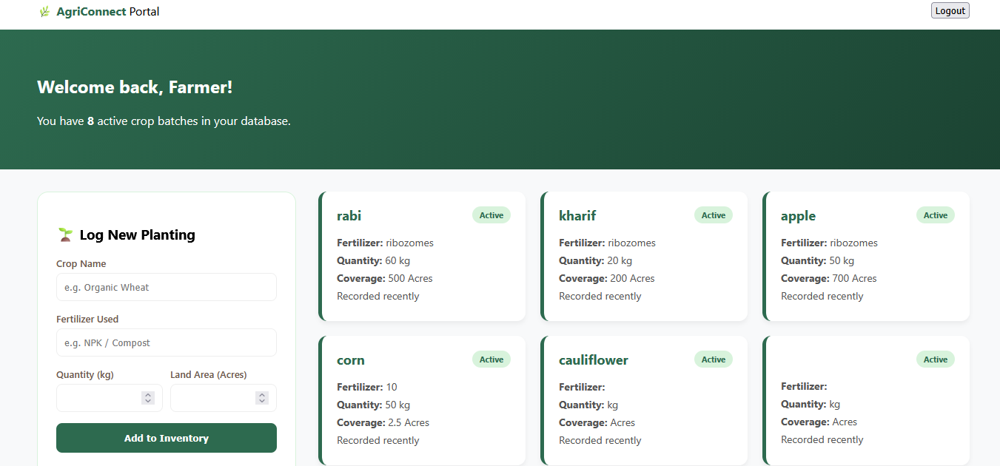 AgriConnect Portal
Logout
Welcome back, Farmer!
You have 8 active crop batches in your database.
Log New Planting
Crop Name
e.g. Organic Wheat
Fertilizer Used
e.g. NPK / Compost
Quantity (kg)
Land Area (Acres)
Add to Inventory
rabi
Active
Fertilizer: ribozomes
Quantity: 60 kg
Coverage: 500 Acres
Recorded recently
kharif
Active
Fertilizer: ribozomes
Quantity: 20 kg
Coverage: 200 Acres
Recorded recently
apple
Active
Fertilizer: ribozomes
Quantity: 50 kg
Coverage: 700 Acres
Recorded recently
corn
Active
Fertilizer: 10
Quantity: 50 kg
Coverage: 2.5 Acres
Recorded recently
cauliflower
Active
Fertilizer:
Quantity: kg
Coverage: Acres
Recorded recently
Active
Fertilizer:
Quantity: kg
Coverage: Acres
Recorded recently